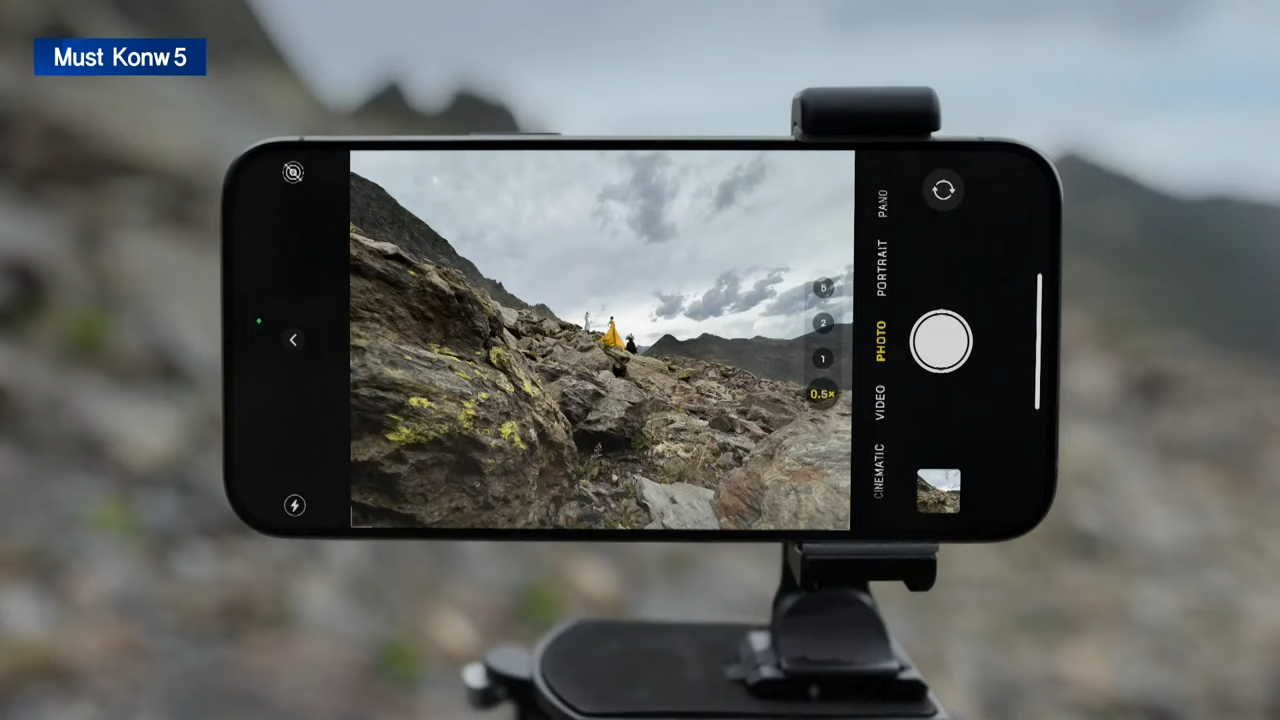 Must Konw 5
PANO
PORTRAIT
PHOTO
VIDEO
CINEMATIC
5
2
1
0.5×